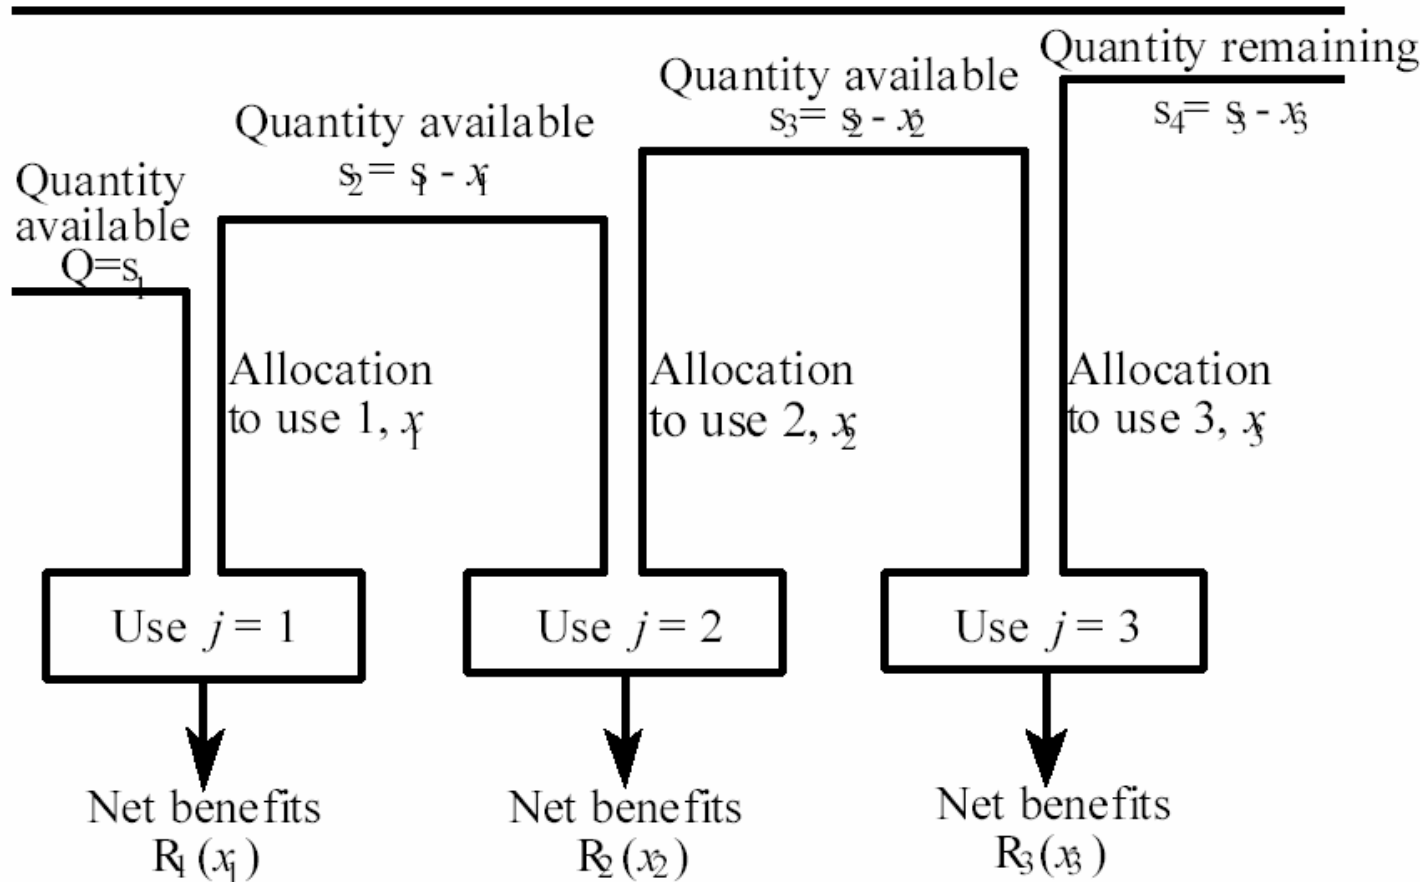 Quantity
available
Q=s₁
Quantity available
s₂= s₁ - x₁
Quantity available
s₃= s₂ - x₂
Quantity remaining
s₄= s₃ - x₃
Allocation
to use 1, x₁
Allocation
to use 2, x₂
Allocation
to use 3, x₃
Use j = 1
Use j = 2
Use j = 3
Net benefits
R₁ (x₁)
Net benefits
R₂ (x₂)
Net benefits
R₃ (x₃)